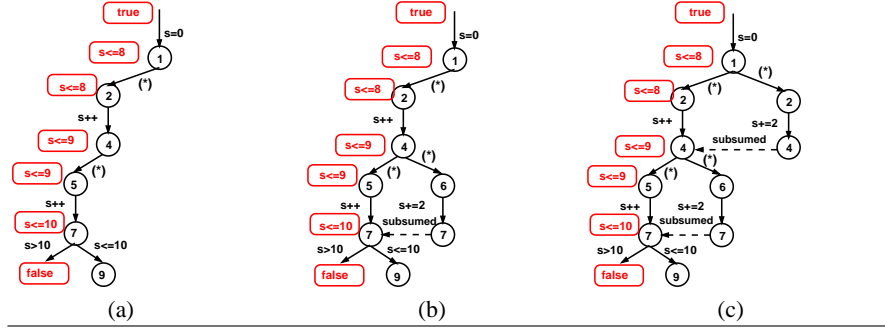 true
s=0
s<=8
1
s<=8
(*)
2
s++
s<=9
4
s<=9
(*)
5
s++
s<=10
7
s>10
s<=10
false
9
(a)
true
s=0
s<=8
1
s<=8
(*)
2
s++
s<=9
4
s<=9
(*)
5
6
s++
s+=2
s<=10
subsumed
7
7
s>10
s<=10
false
9
(b)
true
s=0
s<=8
1
(*)
s<=8
(*)
2
2
s++
s+=2
s<=9
subsumed
4
4
s<=9
(*)
(*)
5
6
s++
s+=2
s<=10
subsumed
7
7
s>10
s<=10
false
9
(c)